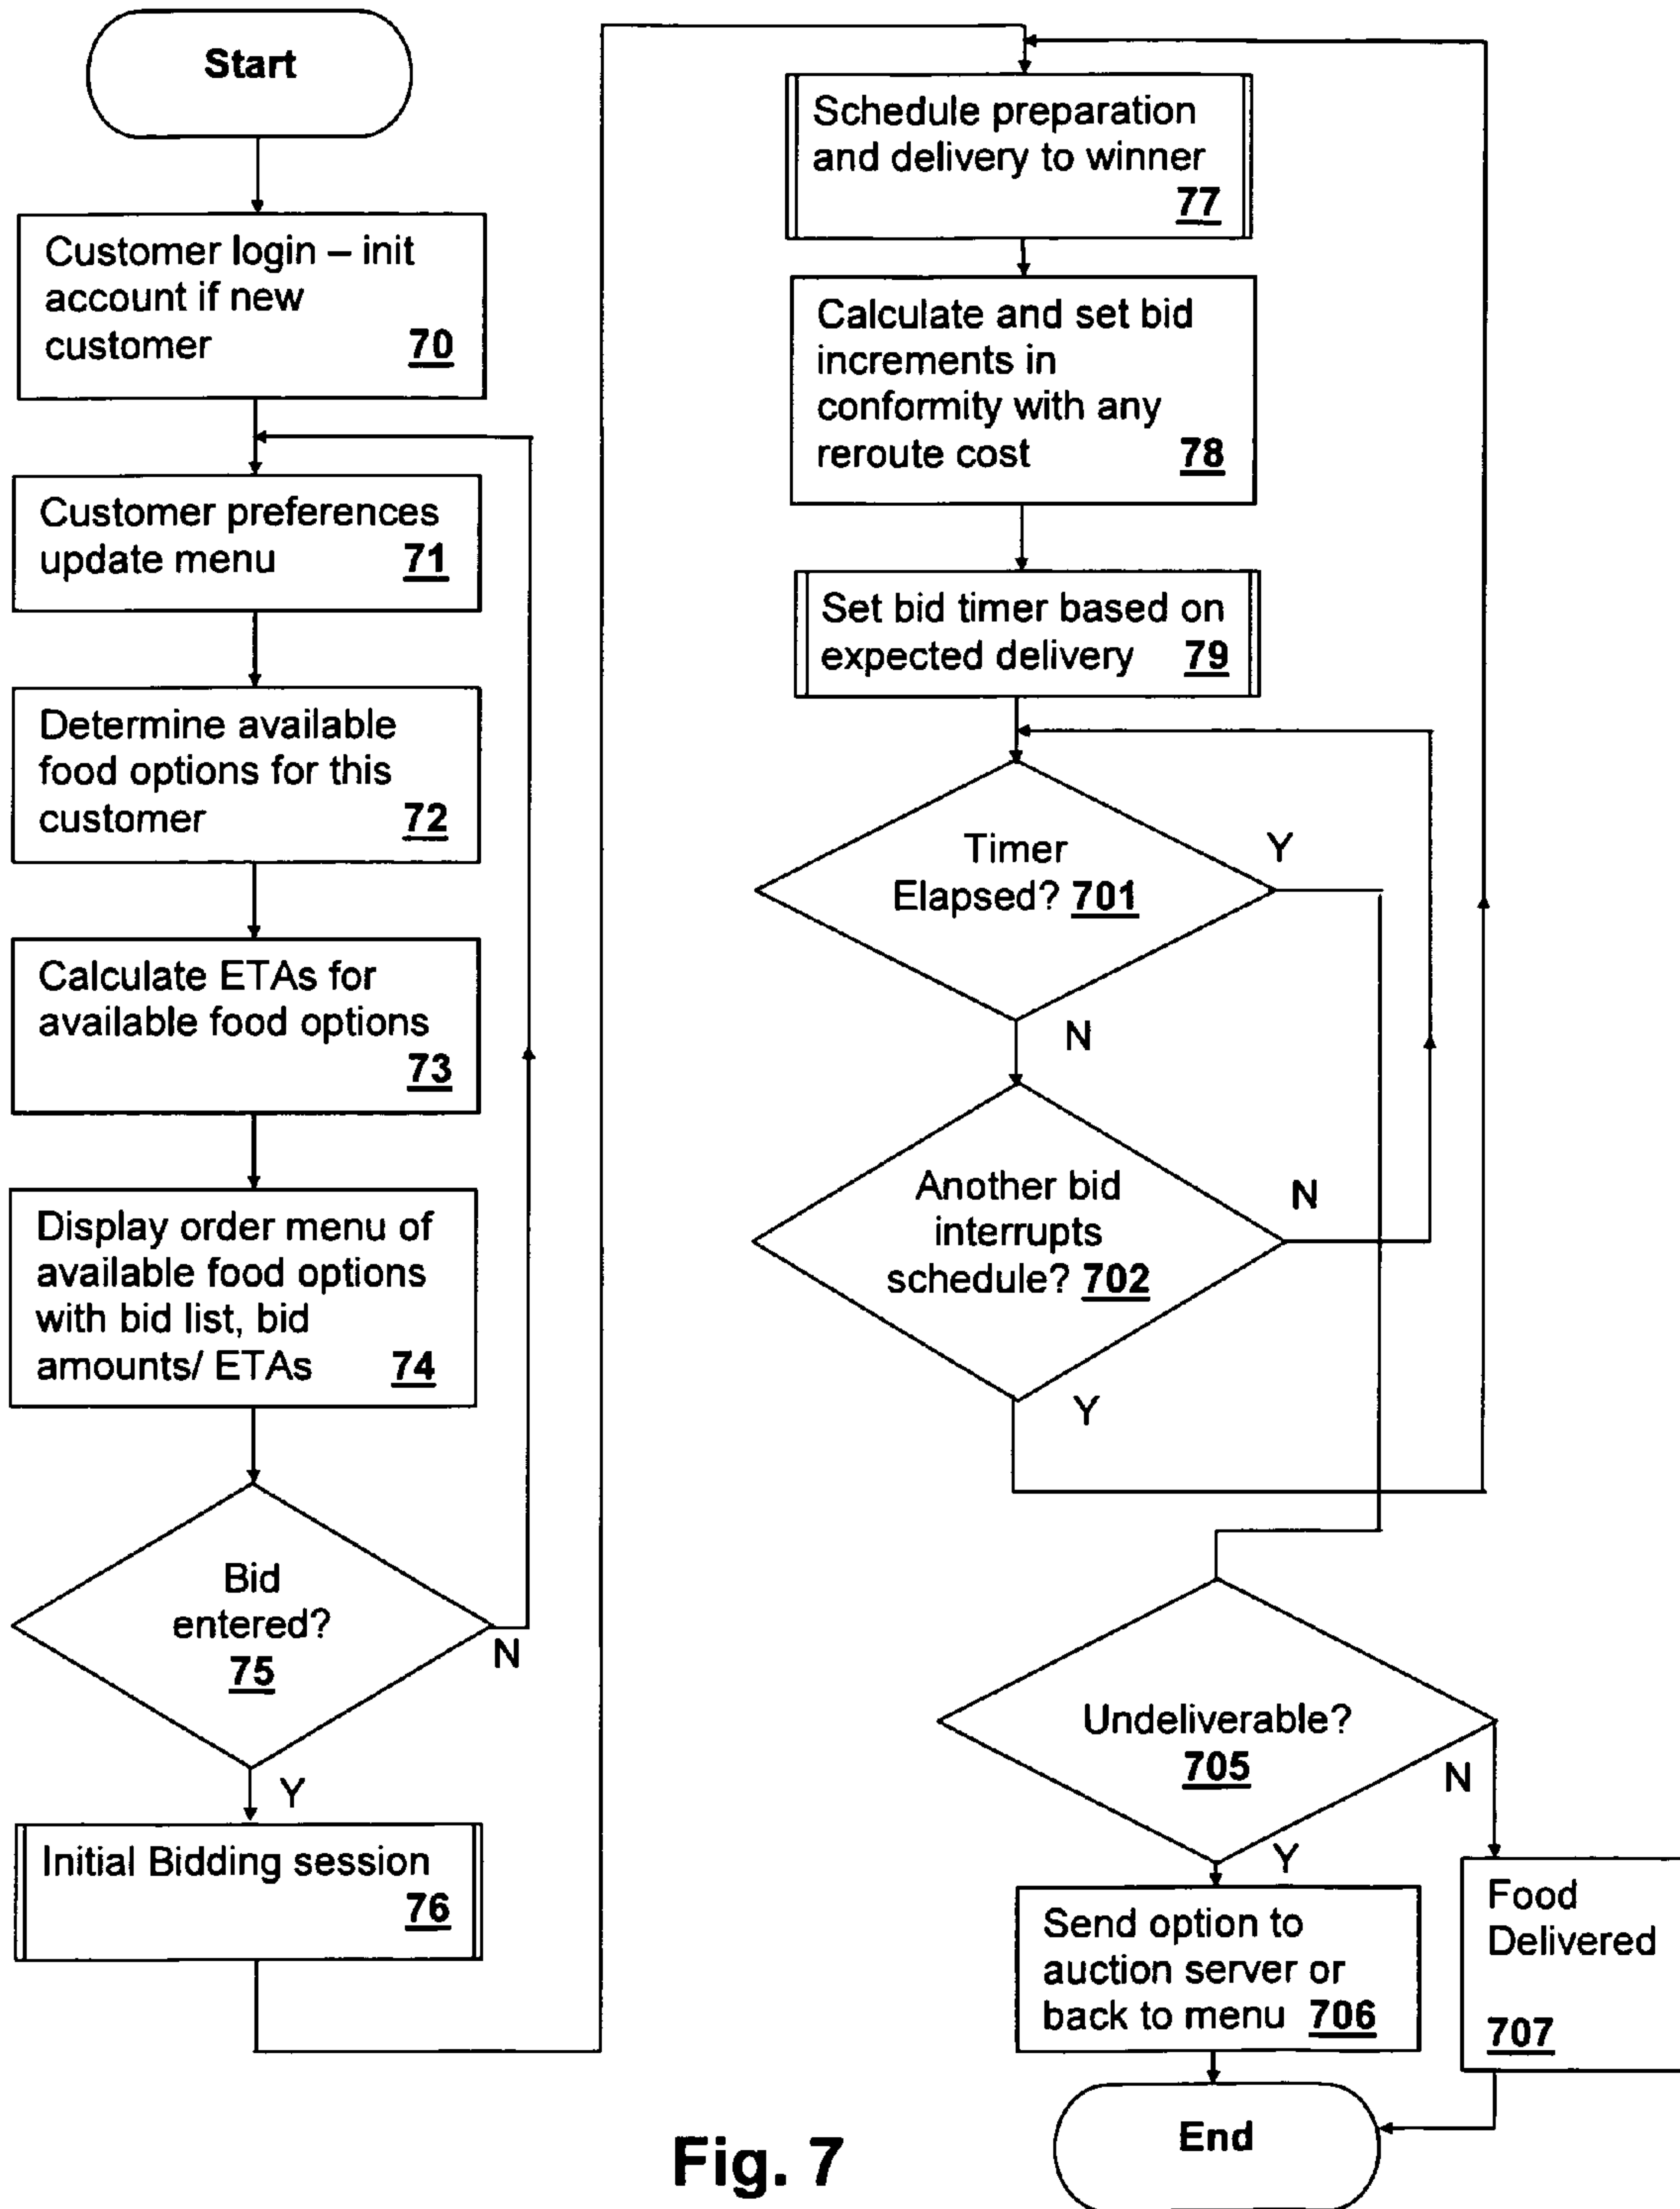 Start
Customer login – init
account if new
customer 70
Customer preferences
update menu 71
Determine available
food options for this
customer 72
Calculate ETAs for
available food options
73
Display order menu of
available food options
with bid list, bid
amounts/ ETAs 74
Bid
entered?
75
N
Y
Initial Bidding session
76
Schedule preparation
and delivery to winner
77
Calculate and set bid
increments in
conformity with any
reroute cost 78
Set bid timer based on
expected delivery 79
Timer
Elapsed? 701
Y
N
Another bid
interrupts
schedule? 702
N
Y
Undeliverable?
705
N
Y
Send option to
auction server or
back to menu 706
Food
Delivered
707
End
Fig. 7